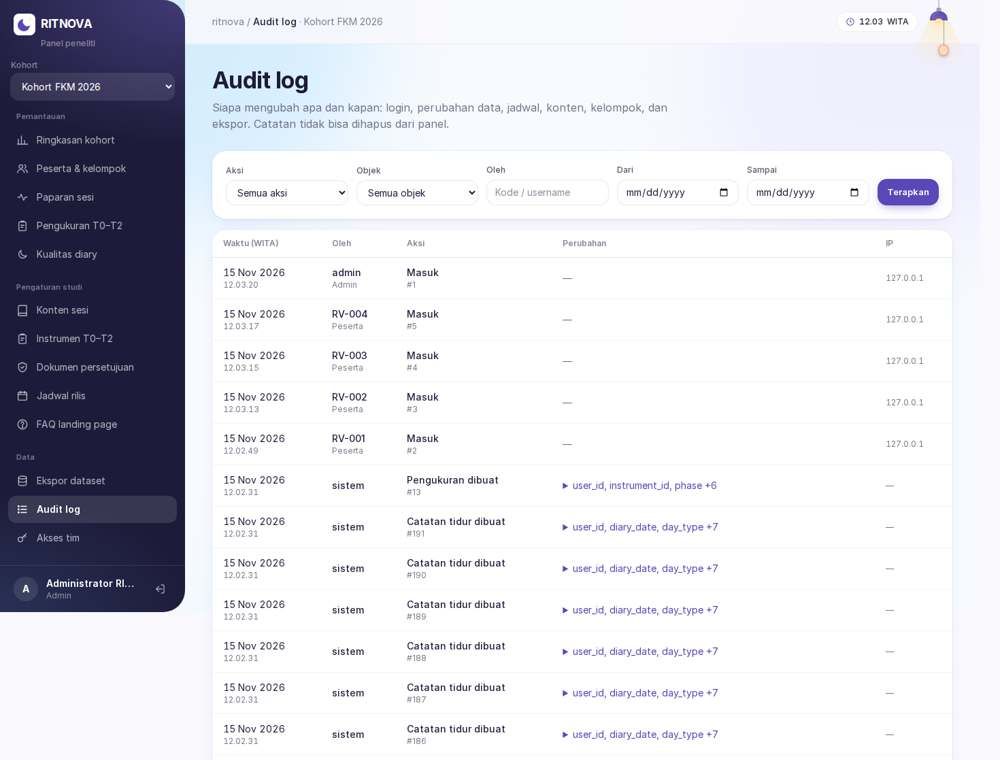 RITNOVA
Panel peneliti
Kohort
Kohort FKM 2026
Pemantauan
Ringkasan kohort
Peserta & kelompok
Paparan sesi
Pengukuran T0–T2
Kualitas diary
Pengaturan studi
Konten sesi
Instrumen T0–T2
Dokumen persetujuan
Jadwal rilis
FAQ landing page
Data
Ekspor dataset
Audit log
Akses tim
A
Administrator RI...
Admin
ritnova / Audit log · Kohort FKM 2026
12.03 WITA
Audit log
Siapa mengubah apa dan kapan: login, perubahan data, jadwal, konten, kelompok, dan
ekspor. Catatan tidak bisa dihapus dari panel.
Aksi Objek Oleh Dari Sampai
Semua aksi Semua objek Kode / username mm/dd/yyyy mm/dd/yyyy Terapkan
Waktu (WITA) Oleh Aksi Perubahan IP
15 Nov 2026 admin Masuk — 127.0.0.1
12.03.20 Admin #1
15 Nov 2026 RV-004 Masuk — 127.0.0.1
12.03.17 Peserta #5
15 Nov 2026 RV-003 Masuk — 127.0.0.1
12.03.15 Peserta #4
15 Nov 2026 RV-002 Masuk — 127.0.0.1
12.03.13 Peserta #3
15 Nov 2026 RV-001 Masuk — 127.0.0.1
12.02.49 Peserta #2
15 Nov 2026 sistem Pengukuran dibuat ▶ user_id, instrument_id, phase +6 —
12.02.31 #13
15 Nov 2026 sistem Catatan tidur dibuat ▶ user_id, diary_date, day_type +7 —
12.02.31 #191
15 Nov 2026 sistem Catatan tidur dibuat ▶ user_id, diary_date, day_type +7 —
12.02.31 #190
15 Nov 2026 sistem Catatan tidur dibuat ▶ user_id, diary_date, day_type +7 —
12.02.31 #189
15 Nov 2026 sistem Catatan tidur dibuat ▶ user_id, diary_date, day_type +7 —
12.02.31 #188
15 Nov 2026 sistem Catatan tidur dibuat ▶ user_id, diary_date, day_type +7 —
12.02.31 #187
15 Nov 2026 sistem Catatan tidur dibuat ▶ user_id, diary_date, day_type +7 —
12.02.31 #186